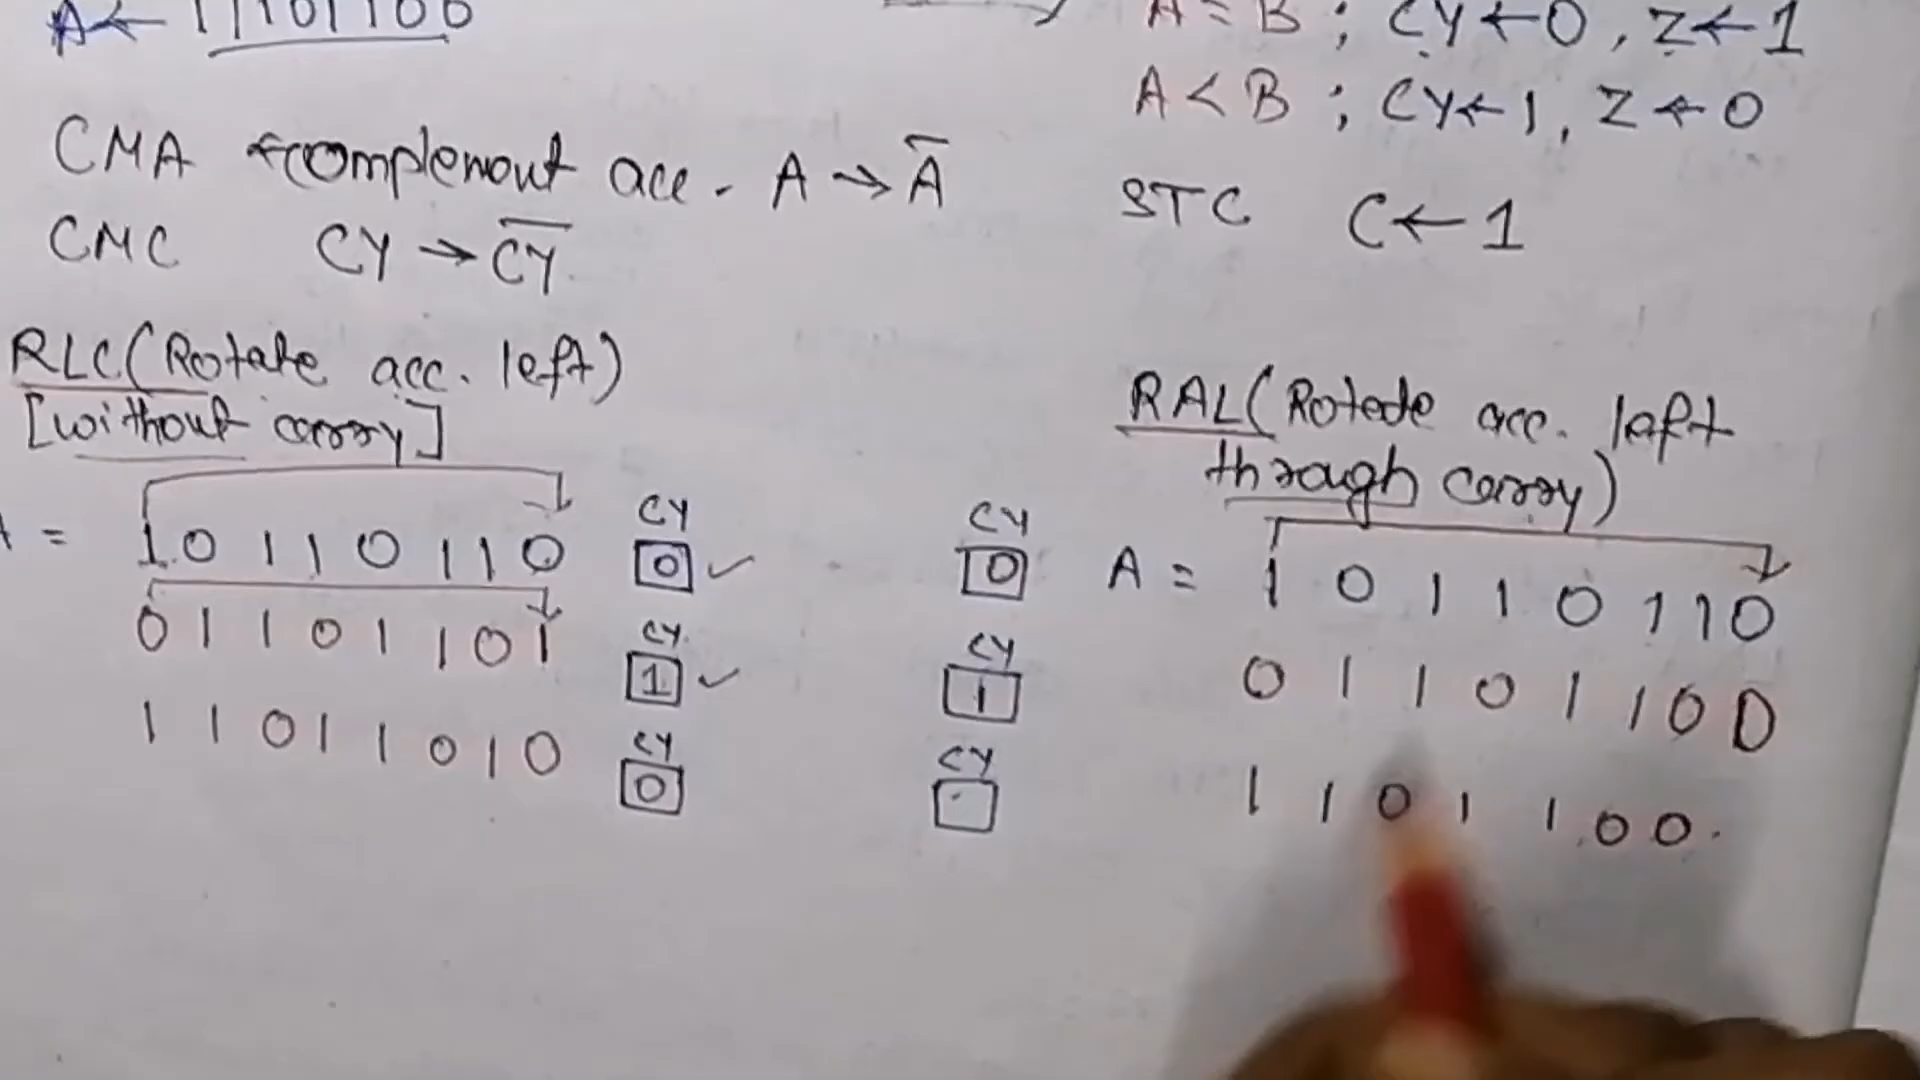 A ← 11101100
A = B ; CY ← 0 , Z ← 1
A < B ; CY ← 1 , Z ← 0
CMA ← complemout acc. A → A̅
CMC CY → C̅Y̅
STC C ← 1
RLC (Rotate acc. left)
[without carry]
= 1 0 1 1 0 1 1 0 CY 0 ✓
0 1 1 0 1 1 0 1 CY 1 ✓
1 1 0 1 1 0 1 0 CY 0
RAL (Rotede acc. left
through carry)
CY 0 A = 1 0 1 1 0 1 1 0
CY 1 0 1 1 0 1 1 0 0
CY 1 1 0 1 1 0 0